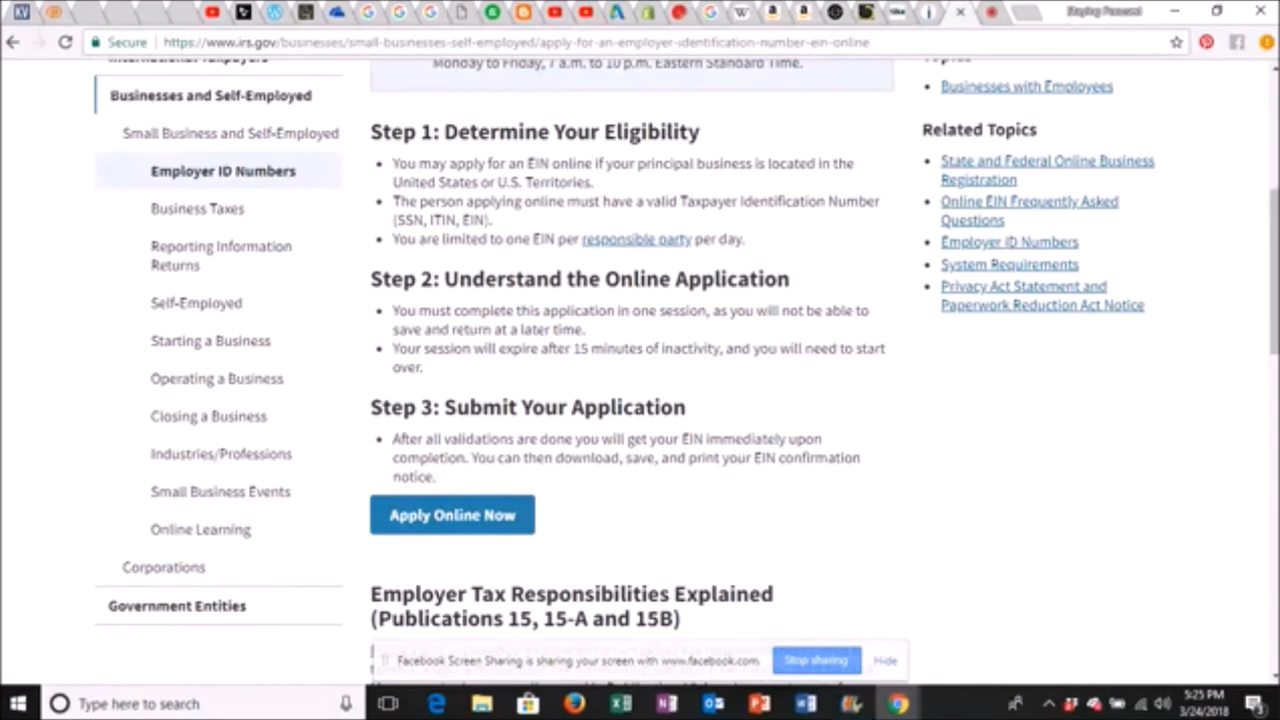 Staying Focused
Secure
https://www.irs.gov/businesses/small-businesses-self-employed/apply-for-an-employer-identification-number-ein-online
International Taxpayers
Businesses and Self-Employed
Small Business and Self-Employed
Employer ID Numbers
Business Taxes
Reporting Information
Returns
Self-Employed
Starting a Business
Operating a Business
Closing a Business
Industries/Professions
Small Business Events
Online Learning
Corporations
Government Entities
Monday to Friday, 7 a.m. to 10 p.m. Eastern Standard Time.
Step 1: Determine Your Eligibility
You may apply for an EIN online if your principal business is located in the
United States or U.S. Territories.
The person applying online must have a valid Taxpayer Identification Number
(SSN, ITIN, EIN).
You are limited to one EIN per responsible party per day.
Step 2: Understand the Online Application
You must complete this application in one session, as you will not be able to
save and return at a later time.
Your session will expire after 15 minutes of inactivity, and you will need to start
over.
Step 3: Submit Your Application
After all validations are done you will get your EIN immediately upon
completion. You can then download, save, and print your EIN confirmation
notice.
Apply Online Now
Employer Tax Responsibilities Explained
(Publications 15, 15-A and 15B)
Topics
Businesses with Employees
Related Topics
State and Federal Online Business
Registration
Online EIN Frequently Asked
Questions
Employer ID Numbers
System Requirements
Privacy Act Statement and
Paperwork Reduction Act Notice
Facebook Screen Sharing is sharing your screen with www.facebook.com.
Stop sharing
Hide
Type here to search
5:25 PM
3/24/2018